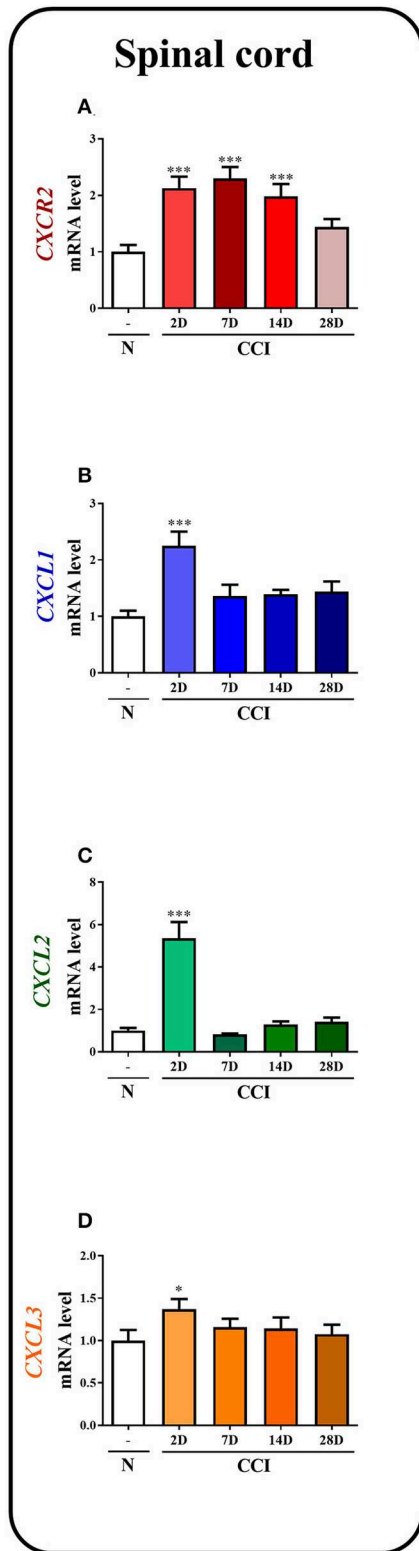 Spinal cord
A
CXCR2
mRNA level
3
2
1
0
***
***
***
-
2D
7D
14D
28D
N
CCI
B
CXCL1
mRNA level
3
2
1
0
***
-
2D
7D
14D
28D
N
CCI
C
CXCL2
mRNA level
8
6
4
2
0
***
-
2D
7D
14D
28D
N
CCI
D
CXCL3
mRNA level
2.0
1.5
1.0
0.5
0.0
*
-
2D
7D
14D
28D
N
CCI